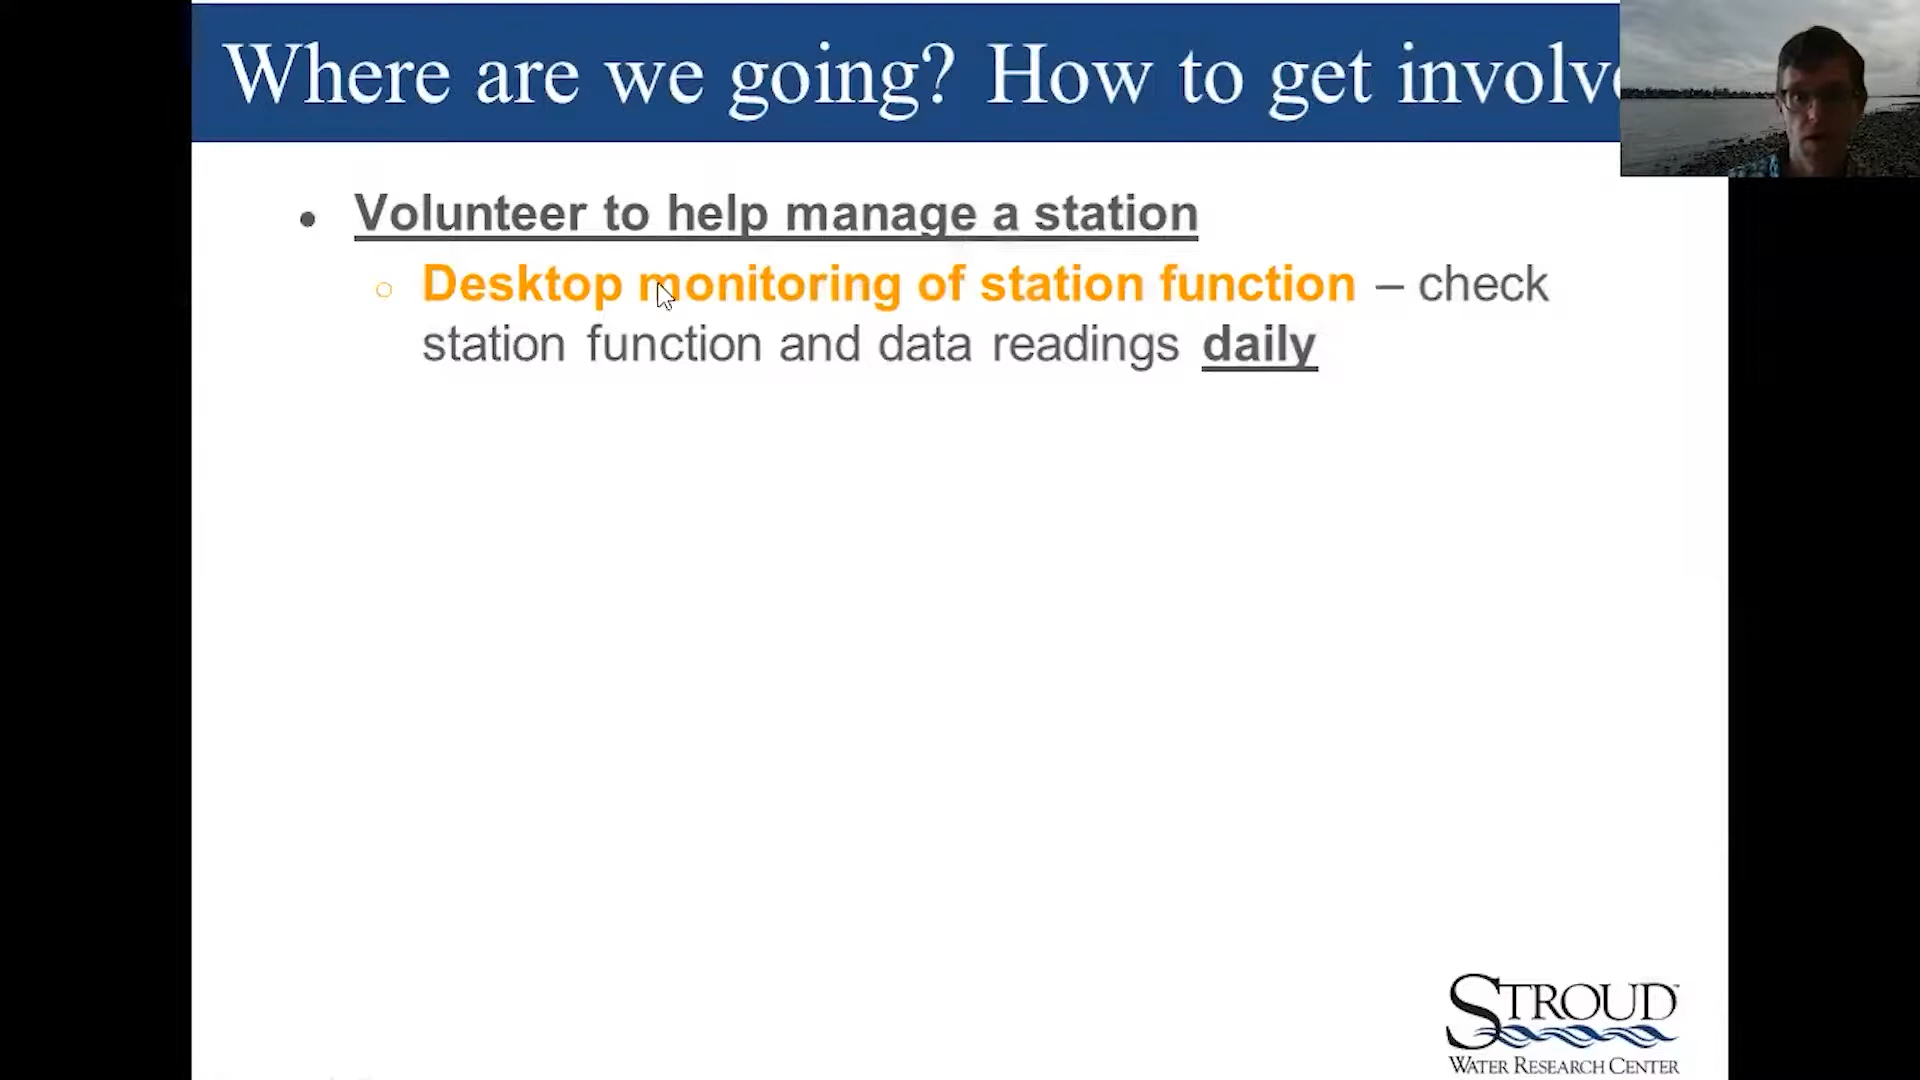 Where are we going? How to get involv
Volunteer to help manage a station
Desktop monitoring of station function – check
station function and data readings daily
STROUD
WATER RESEARCH CENTER